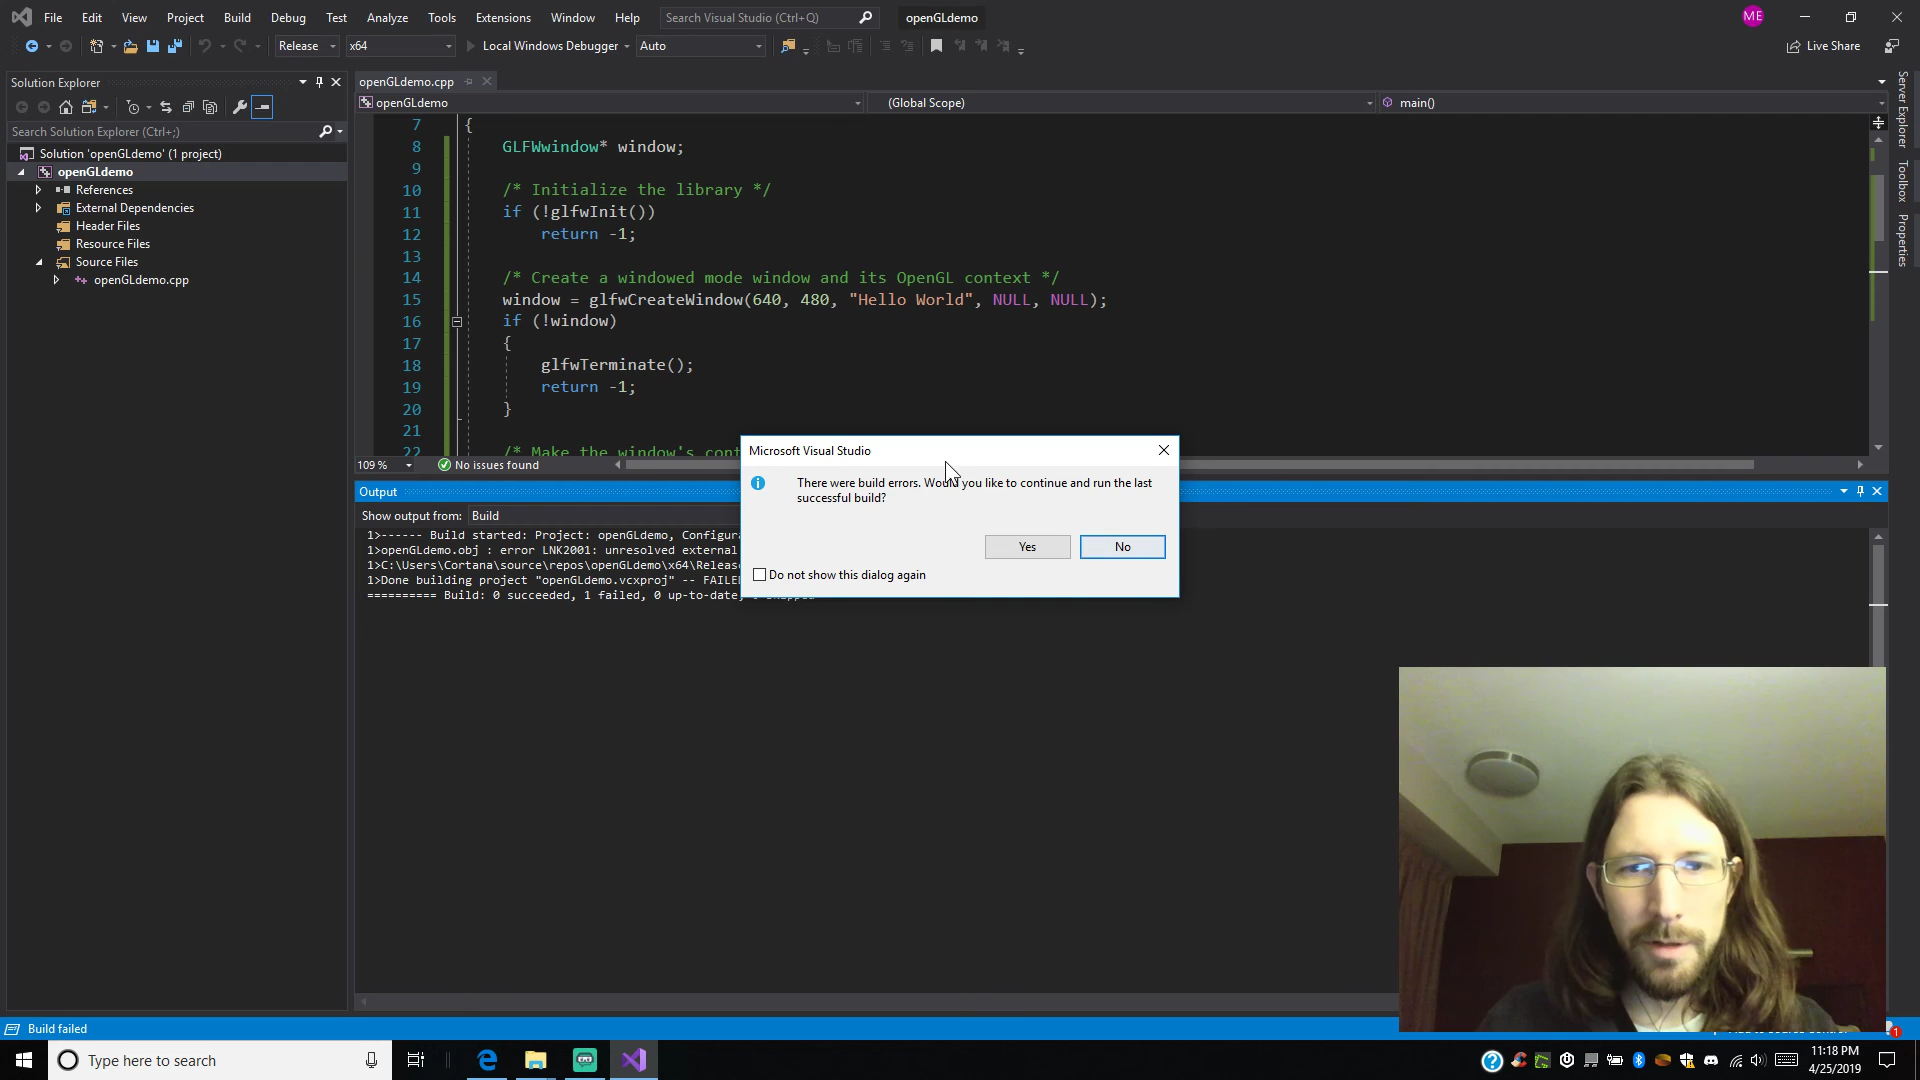 File Edit View Project Build Debug Test Analyze Tools Extensions Window Help Search Visual Studio (Ctrl+Q) openGLdemo ME
Release x64 Local Windows Debugger Auto Live Share
Solution Explorer
Search Solution Explorer (Ctrl+;)
Solution 'openGLdemo' (1 project)
openGLdemo
References
External Dependencies
Header Files
Resource Files
Source Files
openGLdemo.cpp
openGLdemo.cpp
openGLdemo (Global Scope) main()
7 {
8 GLFWwindow* window;
9
10 /* Initialize the library */
11 if (!glfwInit())
12 return -1;
13
14 /* Create a windowed mode window and its OpenGL context */
15 window = glfwCreateWindow(640, 480, "Hello World", NULL, NULL);
16 if (!window)
17 {
18 glfwTerminate();
19 return -1;
20 }
21
22 /* Make the window's cont
109 % No issues found
Output
Show output from: Build
1>------ Build started: Project: openGLdemo, Configura
1>openGLdemo.obj : error LNK2001: unresolved external
1>C:\Users\Cortana\source\repos\openGLdemo\x64\Releas
1>Done building project "openGLdemo.vcxproj" -- FAILED
========== Build: 0 succeeded, 1 failed, 0 up-to-date,
Microsoft Visual Studio
There were build errors. Would you like to continue and run the last
successful build?
Yes No
Do not show this dialog again
Server Explorer
Toolbox
Properties
Build failed
1
Type here to search
11:18 PM
4/25/2019